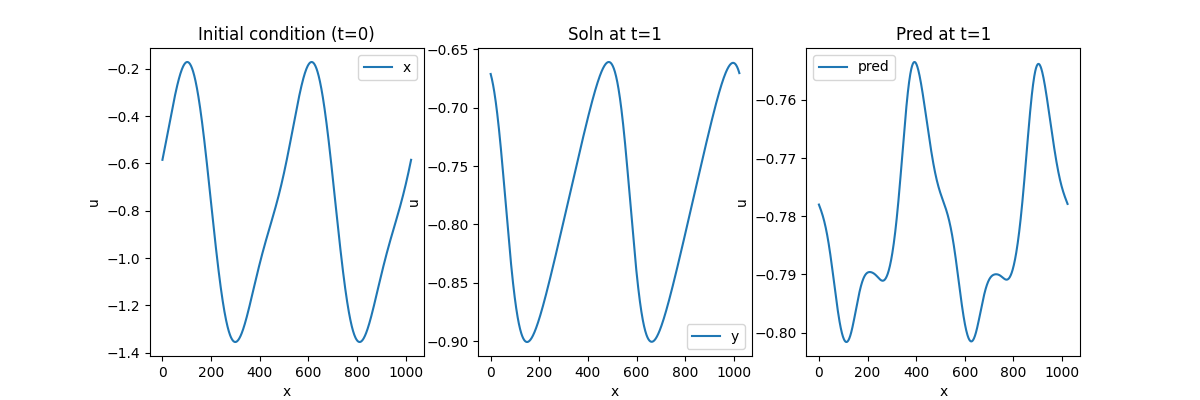 Initial condition (t=0)
u
−0.2
−0.4
−0.6
−0.8
−1.0
−1.2
−1.4
x
0 200 400 600 800 1000
x
Soln at t=1
u
−0.65
−0.70
−0.75
−0.80
−0.85
−0.90
y
0 200 400 600 800 1000
x
Pred at t=1
u
pred
−0.76
−0.77
−0.78
−0.79
−0.80
0 200 400 600 800 1000
x